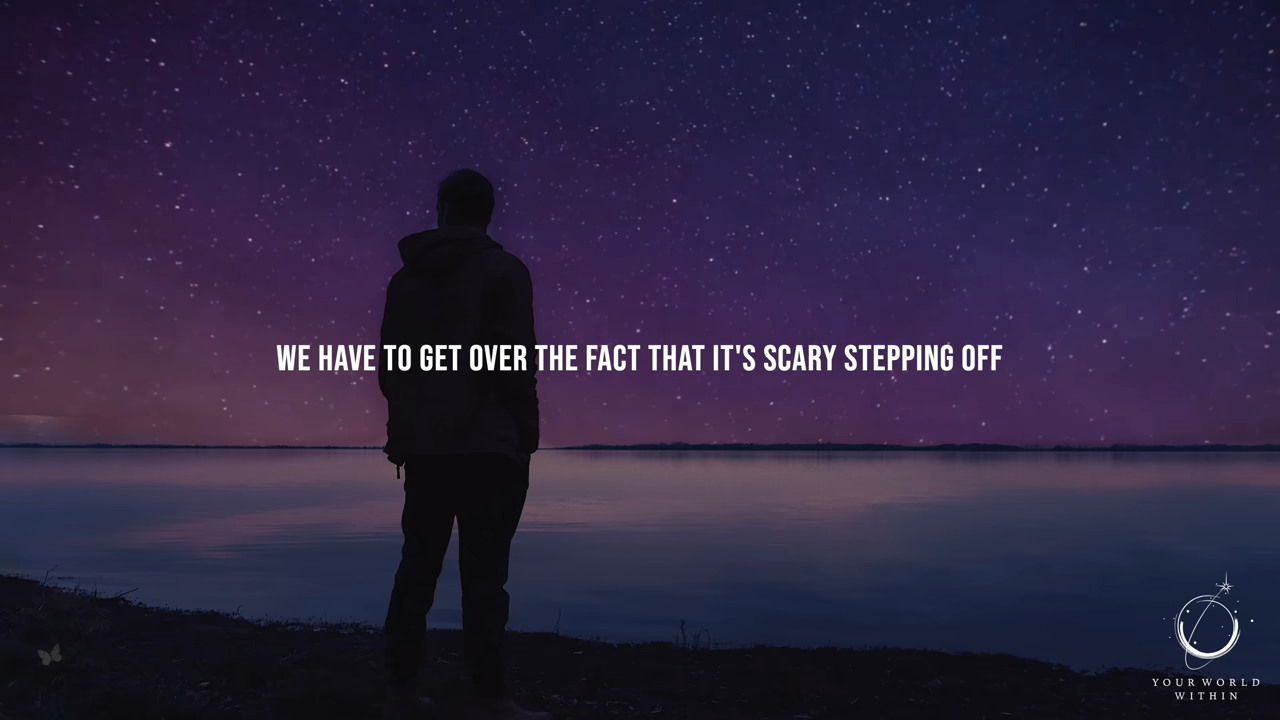 WE HAVE TO GET OVER THE FACT THAT IT'S SCARY STEPPING OFF
YOUR WORLD
WITHIN